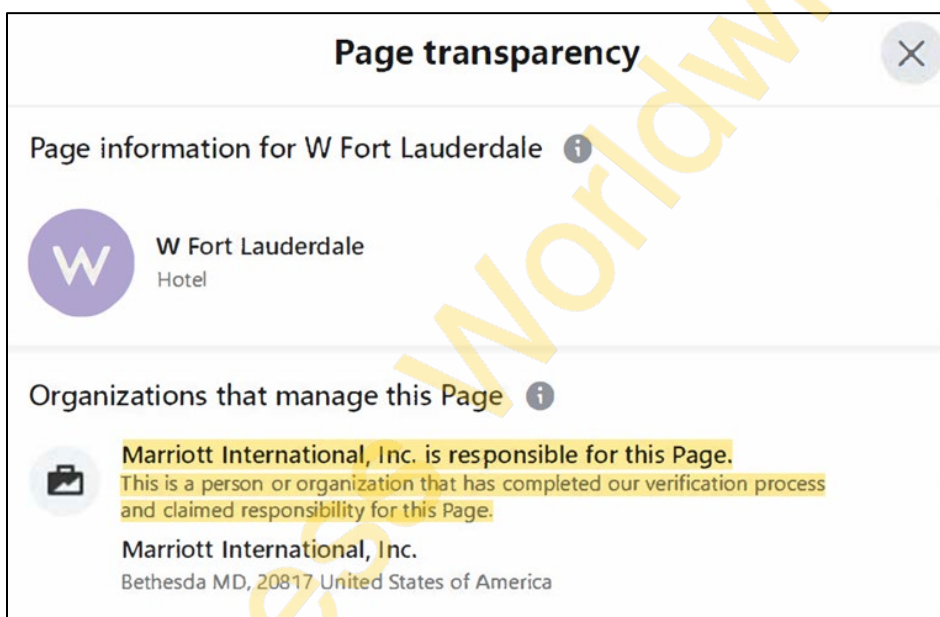 Page transparency
Page information for W Fort Lauderdale
W
W Fort Lauderdale
Hotel
Organizations that manage this Page
Marriott International, Inc. is responsible for this Page.
This is a person or organization that has completed our verification process
and claimed responsibility for this Page.
Marriott International, Inc.
Bethesda MD, 20817 United States of America